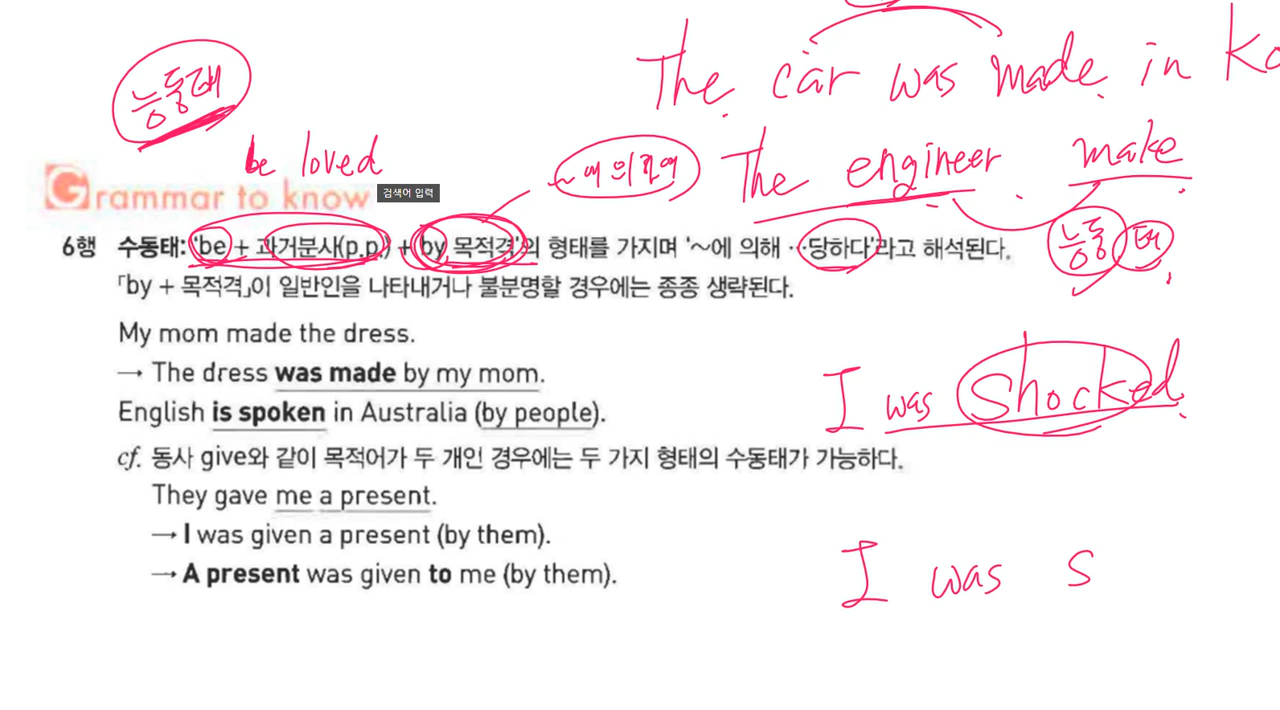 The car was made in Ko
능동태
be loved
~에 의하여
The engineer make
Grammar to know
검색어 입력
6행 수동태: 'be + 과거분사(p.p.) + by 목적격'의 형태를 가지며 '~에 의해 …당하다'라고 해석된다.
능동태
「by + 목적격」이 일반인을 나타내거나 불분명할 경우에는 종종 생략된다.
My mom made the dress.
→ The dress was made by my mom.
I was shocked.
English is spoken in Australia (by people).
cf. 동사 give와 같이 목적어가 두 개인 경우에는 두 가지 형태의 수동태가 가능하다.
They gave me a present.
→ I was given a present (by them).
→ A present was given to me (by them).
I was s